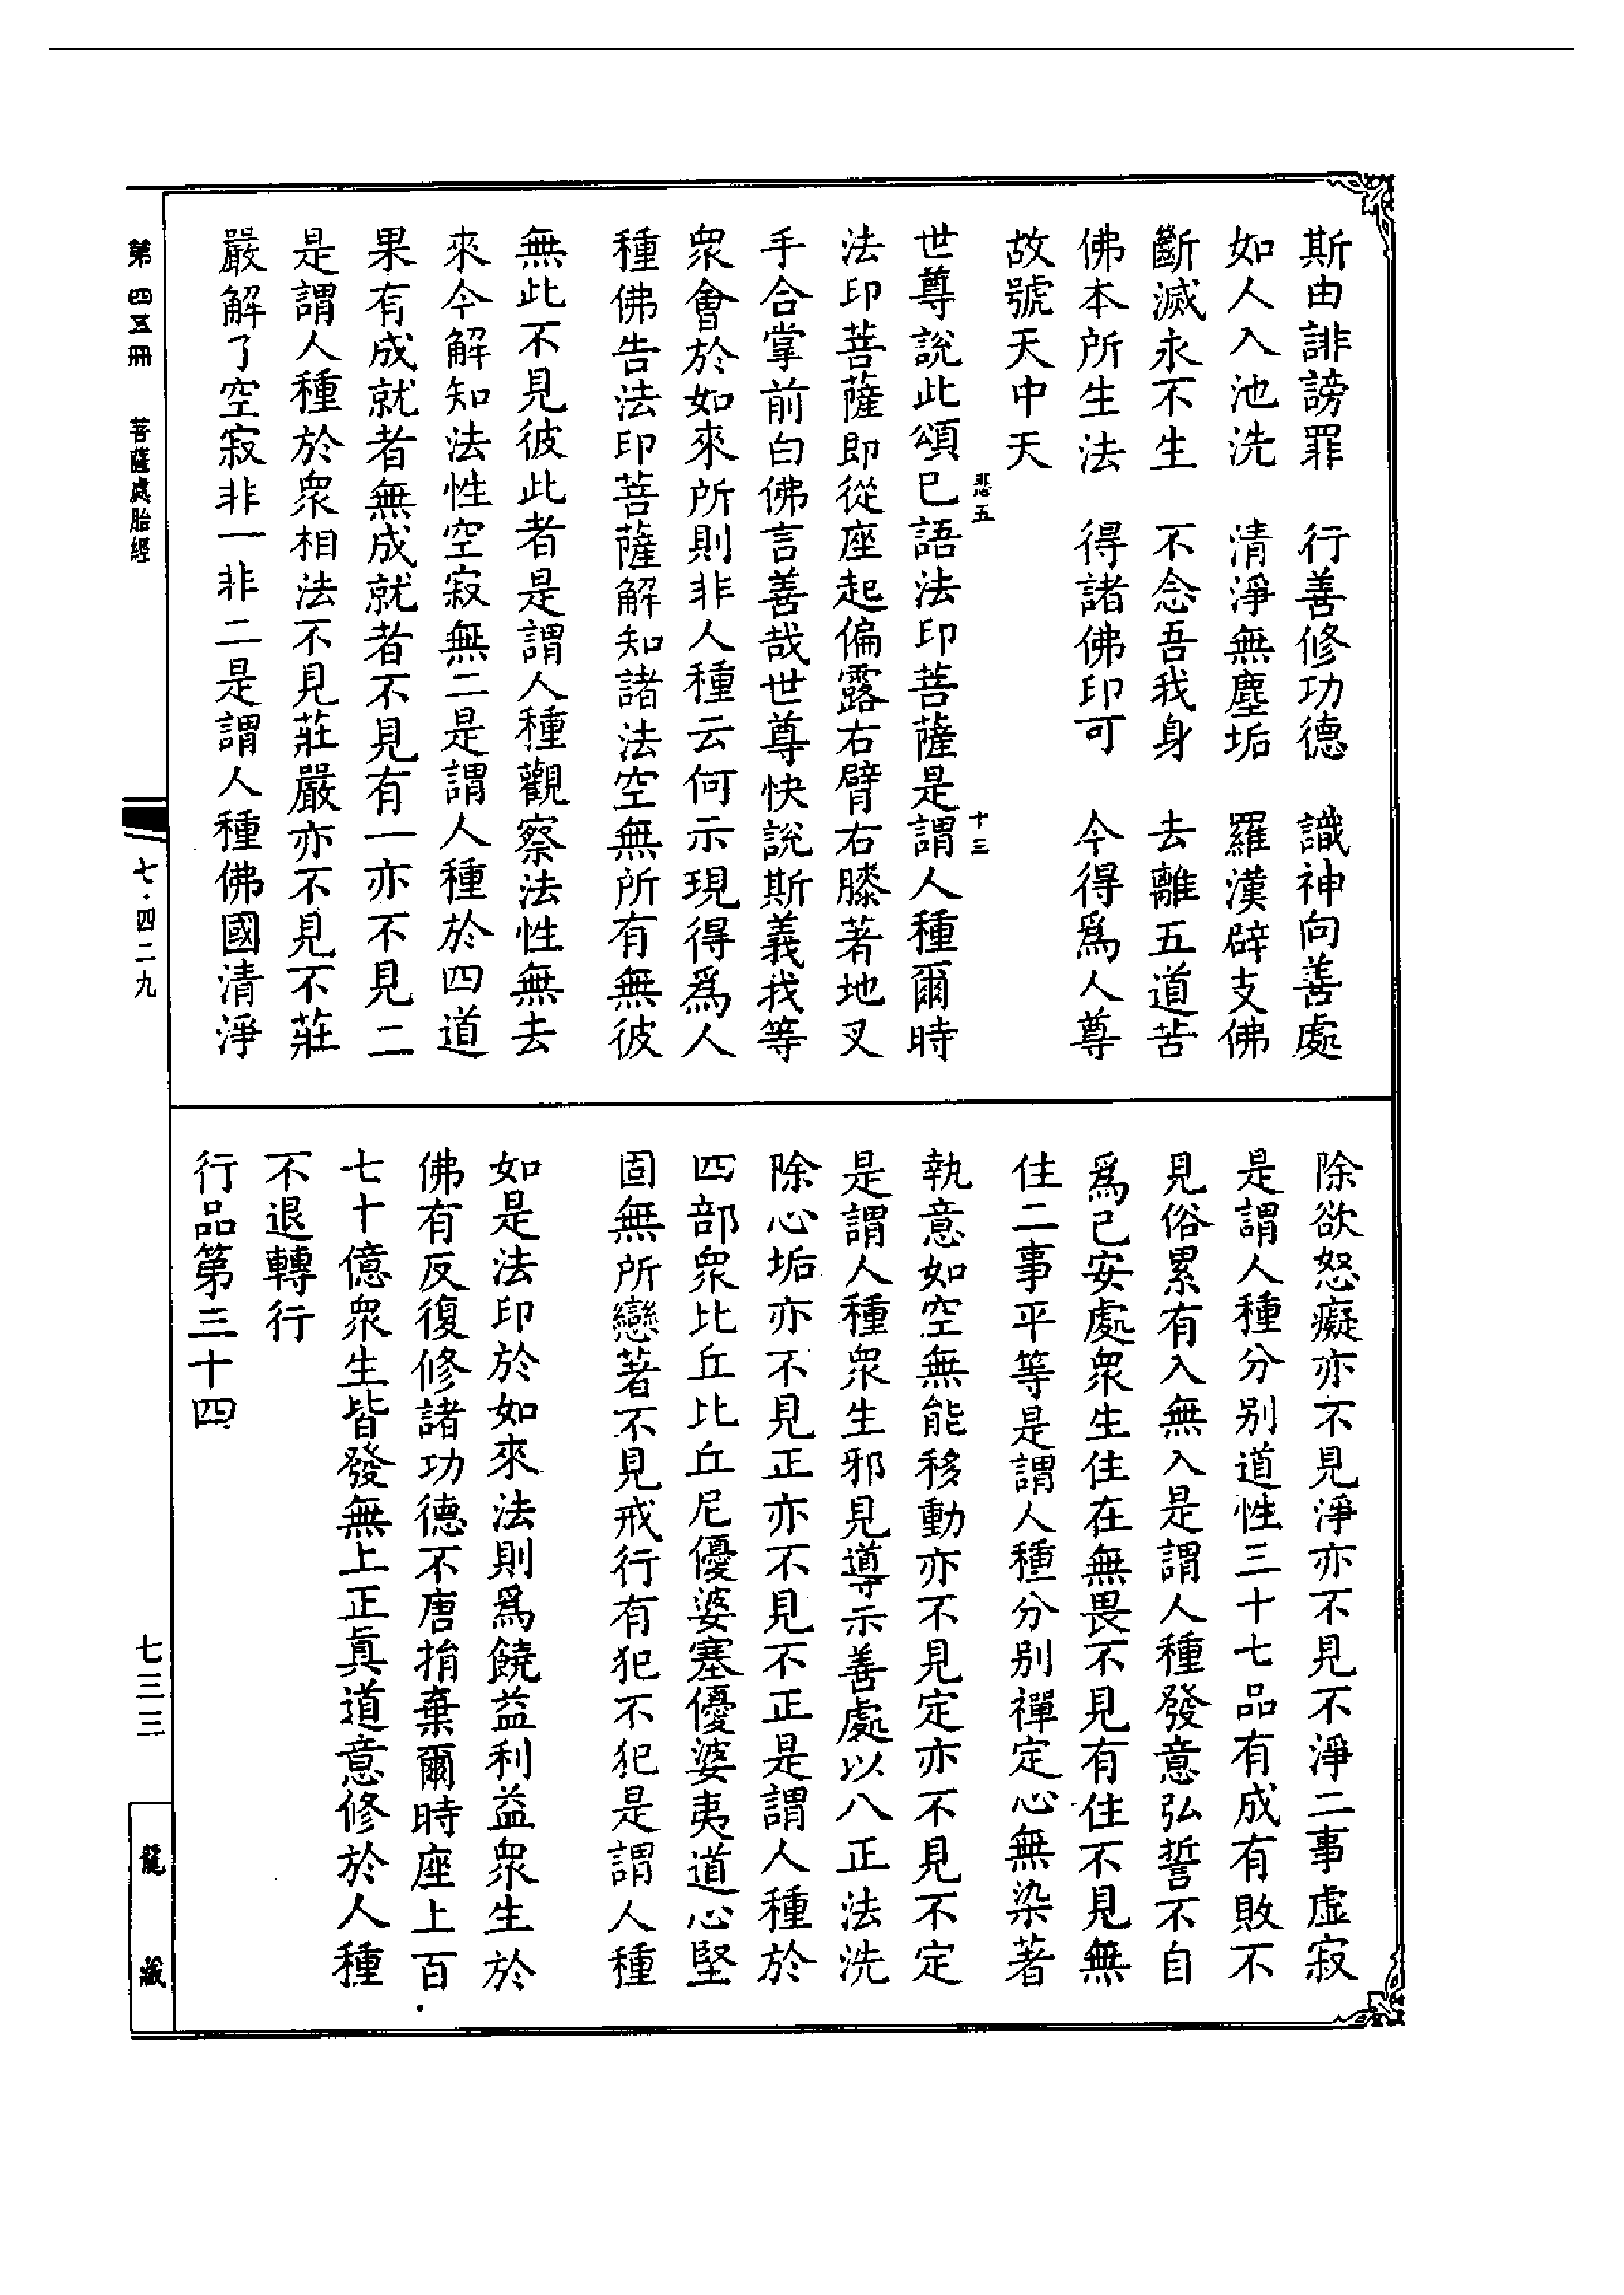 斯由誹謗罪　行善修功德　識神向善處
如人入池洗　清淨無塵垢　羅漢辟支佛
斷滅永不生　不念吾我身　去離五道苦
佛本所生法　得諸佛印可　今得爲人尊
故號天中天
悲五　十三
世尊說此頌已語法印菩薩是謂人種爾時
法印菩薩即從座起偏露右臂右膝著地叉
手合掌前白佛言善哉世尊快說斯義我等
衆會於如來所則非人種云何示現得爲人
種佛告法印菩薩解知諸法空無所有無彼
無此不見彼此者是謂人種觀察法性無去
來今解知法性空寂無二是謂人種於四道
果有成就者無成就者不見有一亦不見二
是謂人種於衆相法不見莊嚴亦不見不莊
嚴解了空寂非一非二是謂人種佛國清淨
除欲怒癡亦不見淨亦不見不淨二事虛寂
是謂人種分別道性三十七品有成有敗不
見俗累有入無入是謂人種發意弘誓不自
爲己安處衆生住在無畏不見有住不見無
住二事平等是謂人種分別禪定心無染著
執意如空無能移動亦不見定亦不見不定
是謂人種衆生邪見導示善處以八正法洗
除心垢亦不見正亦不見不正是謂人種於
四部衆比丘比丘尼優婆塞優婆夷道心堅
固無所戀著不見戒行有犯不犯是謂人種
如是法印於如來法則爲饒益利益衆生於
佛有反復修諸功德不唐捐棄爾時座上百
七十億衆生皆發無上正眞道意修於人種
不退轉行
行品第三十四
第四五冊　菩薩處胎經
七·四二九
七三三
龍藏